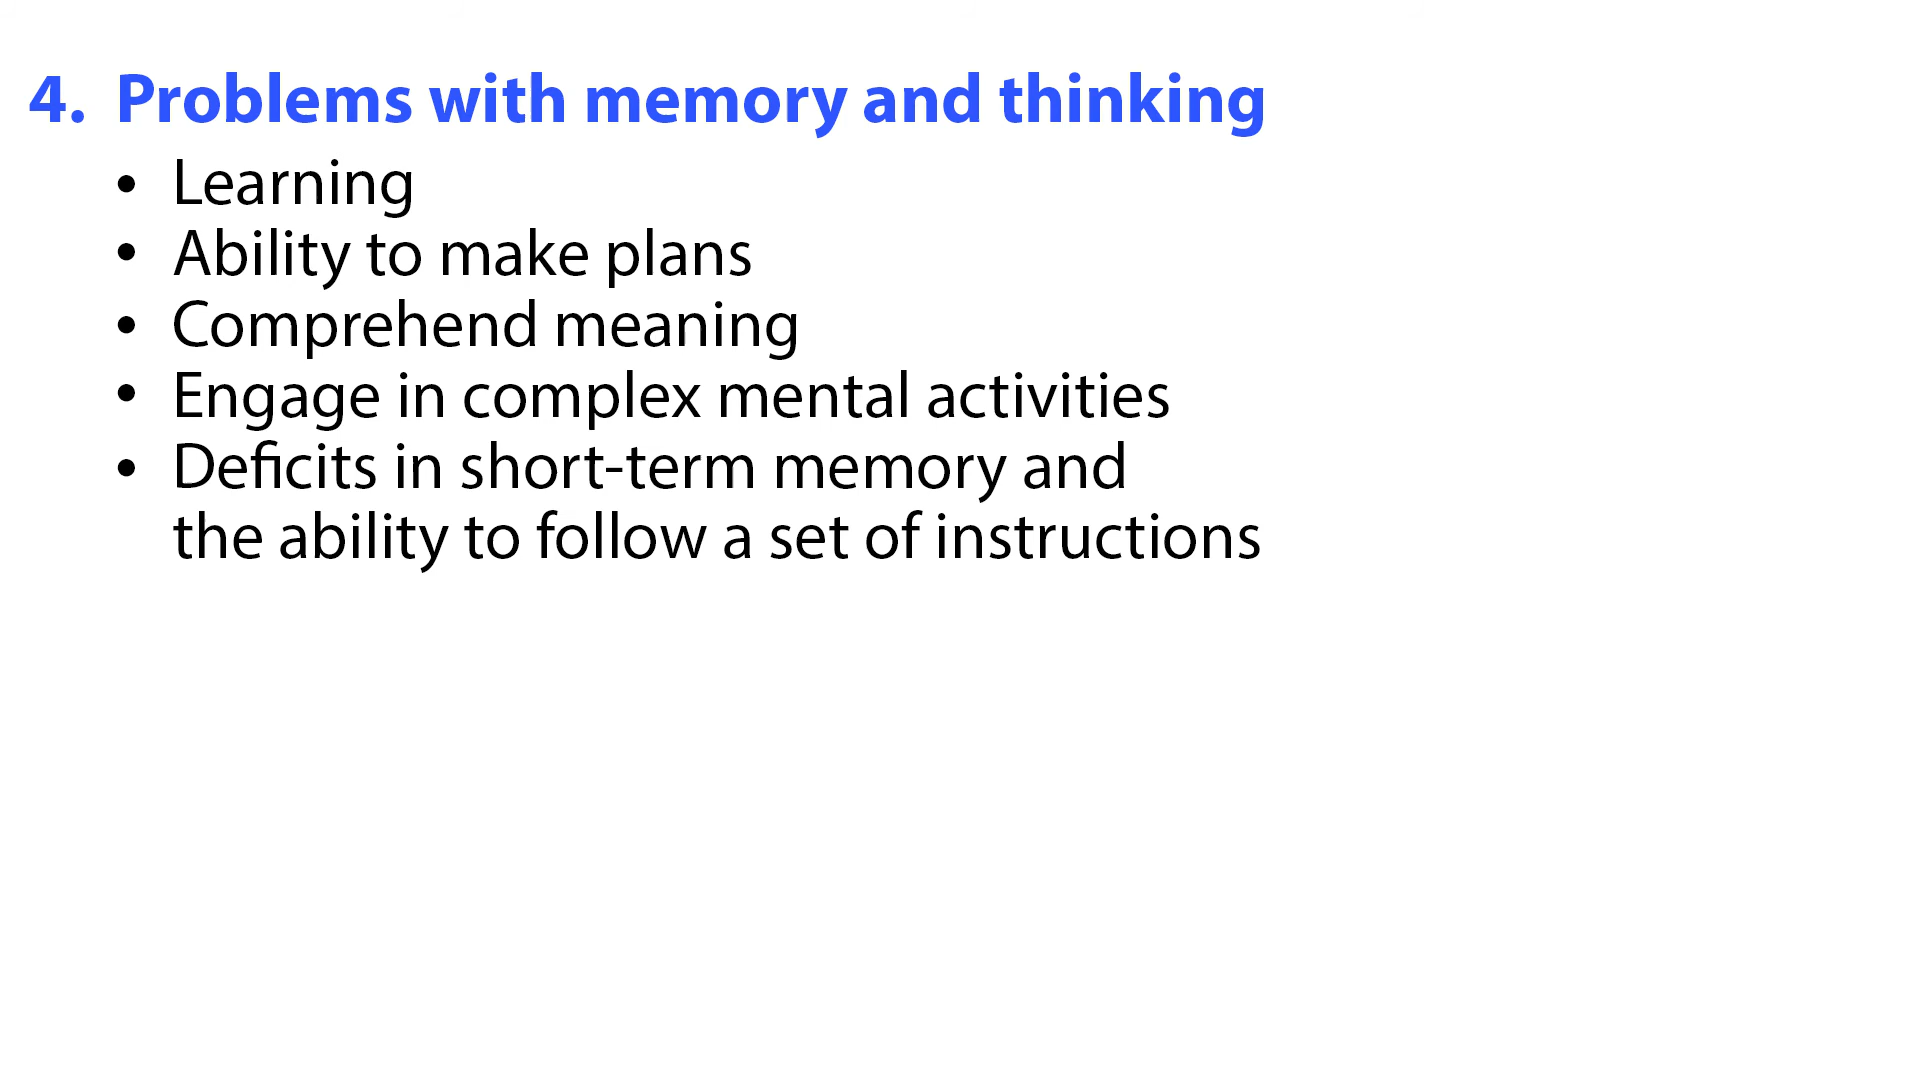 4. Problems with memory and thinking
• Learning
• Ability to make plans
• Comprehend meaning
• Engage in complex mental activities
• Deficits in short-term memory and
the ability to follow a set of instructions